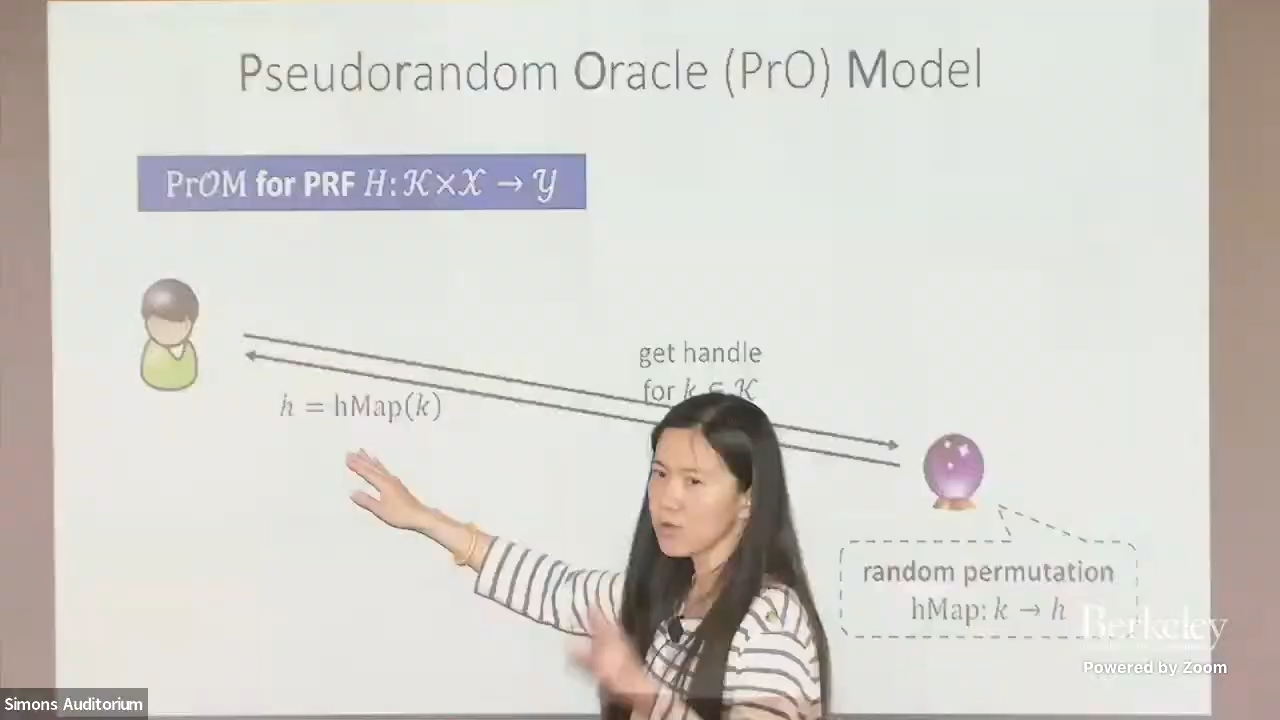 Pseudorandom Oracle (PrO) Model
PrOM for PRF H: 𝒦×𝒳 → 𝒴
get handle
for k ∈ 𝒦
h = hMap(k)
random permutation
hMap: k → h
Berkeley
Powered by Zoom
Simons Auditorium